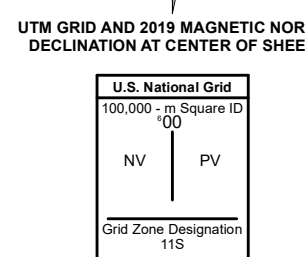 UTM GRID AND 2019 MAGNETIC NOR
DECLINATION AT CENTER OF SHEE
U.S. National Grid
100,000 - m Square ID
⁶00
NV PV
Grid Zone Designation
11S